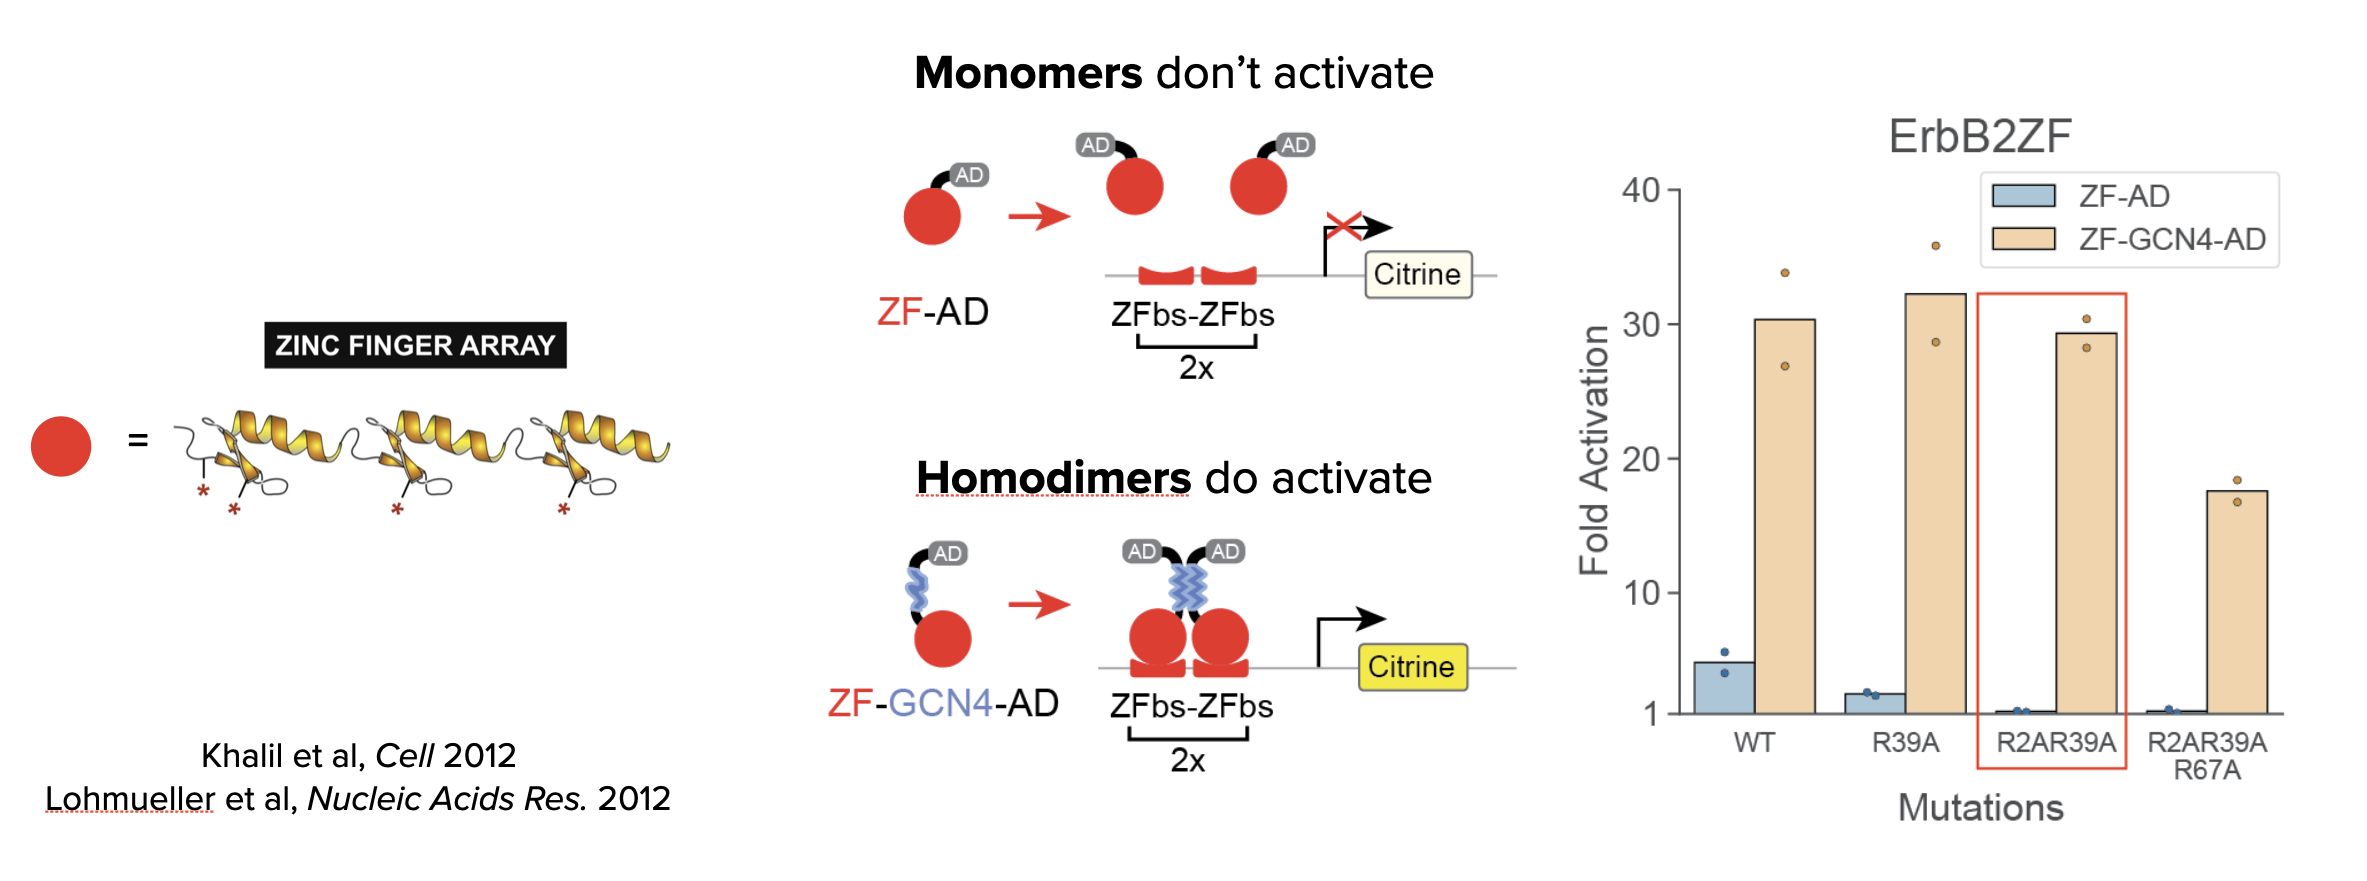 ZINC FINGER ARRAY
=
*
*
*
*
Khalil et al, Cell 2012
Lohmueller et al, Nucleic Acids Res. 2012
Monomers don’t activate
AD
AD
AD
ZF-AD
Citrine
ZFbs-ZFbs
2x
Homodimers do activate
AD
AD
AD
ZF-GCN4-AD
Citrine
ZFbs-ZFbs
2x
ErbB2ZF
ZF-AD
ZF-GCN4-AD
Fold Activation
40
30
20
10
1
WT
R39A
R2AR39A
R2AR39A
R67A
Mutations